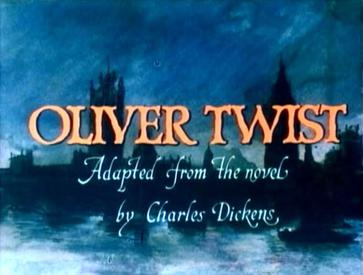 OLIVER TWIST
Adapted from the novel
by Charles Dickens,